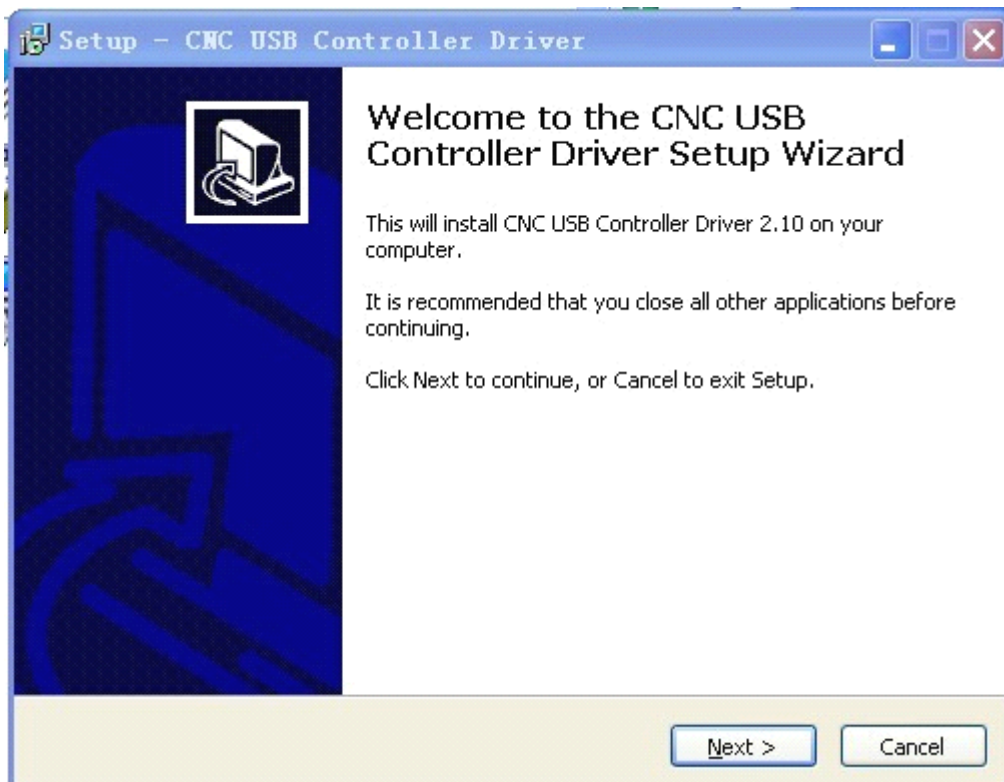 Setup - CNC USB Controller Driver
Welcome to the CNC USB
Controller Driver Setup Wizard
This will install CNC USB Controller Driver 2.10 on your
computer.
It is recommended that you close all other applications before
continuing.
Click Next to continue, or Cancel to exit Setup.
Next >
Cancel